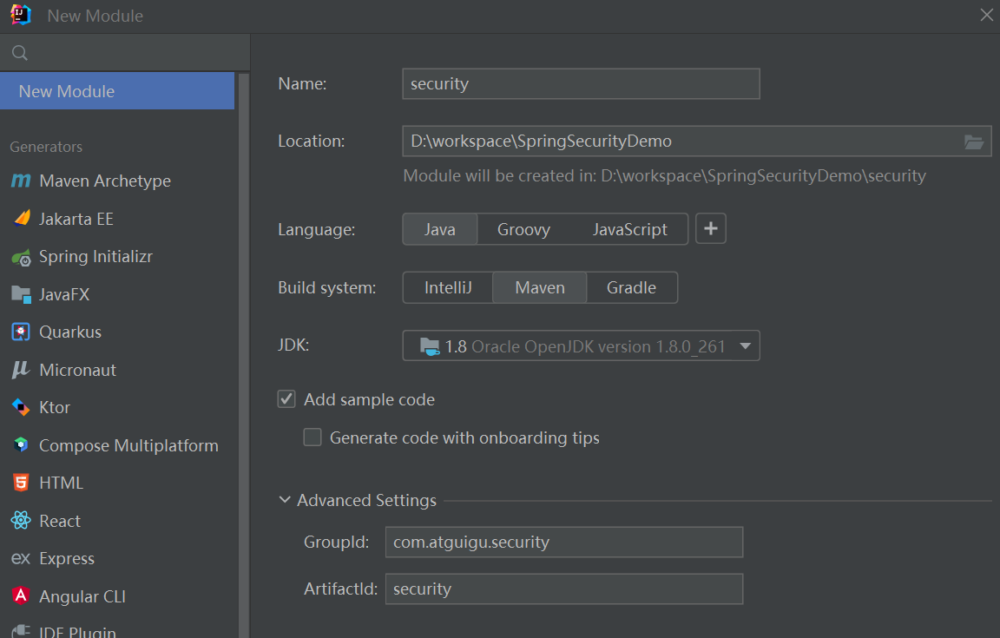 New Module
New Module
Generators
Maven Archetype
Jakarta EE
Spring Initializr
JavaFX
Quarkus
Micronaut
Ktor
Compose Multiplatform
HTML
React
Express
Angular CLI
IDE Plugin
Name: security
Location: D:\workspace\SpringSecurityDemo
Module will be created in: D:\workspace\SpringSecurityDemo\security
Language: Java Groovy JavaScript +
Build system: IntelliJ Maven Gradle
JDK: 1.8 Oracle OpenJDK version 1.8.0_261
Add sample code
Generate code with onboarding tips
Advanced Settings
GroupId: com.atguigu.security
ArtifactId: security